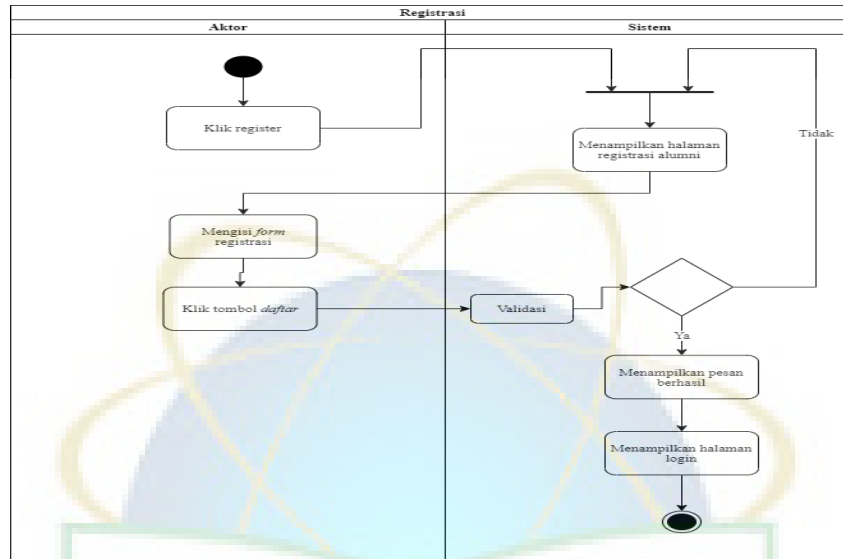 Registrasi
Aktor
Sistem
Klik register
Menampilkan halaman
registrasi alumni
Tidak
Mengisi form
registrasi
Klik tombol daftar
Validasi
Ya
Menampilkan pesan
berhasil
Menampilkan halaman
login